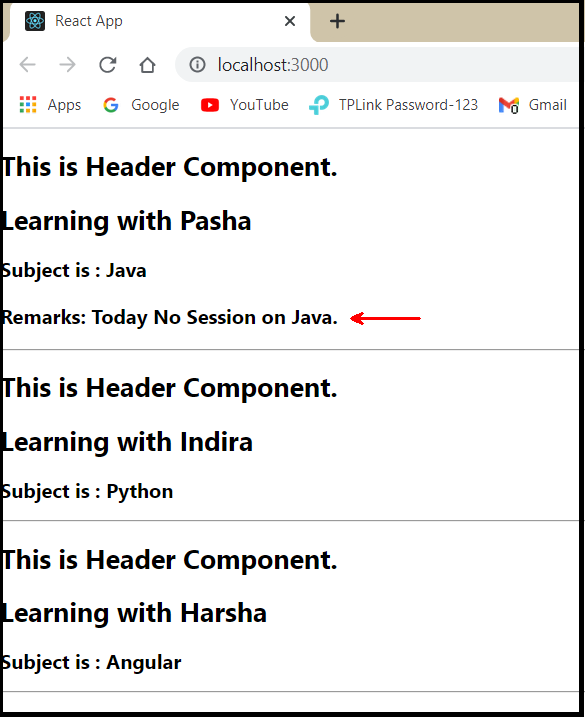 React App
localhost:3000
Apps Google YouTube TPLink Password-123 Gmail
This is Header Component.
Learning with Pasha
Subject is : Java
Remarks: Today No Session on Java.
This is Header Component.
Learning with Indira
Subject is : Python
This is Header Component.
Learning with Harsha
Subject is : Angular